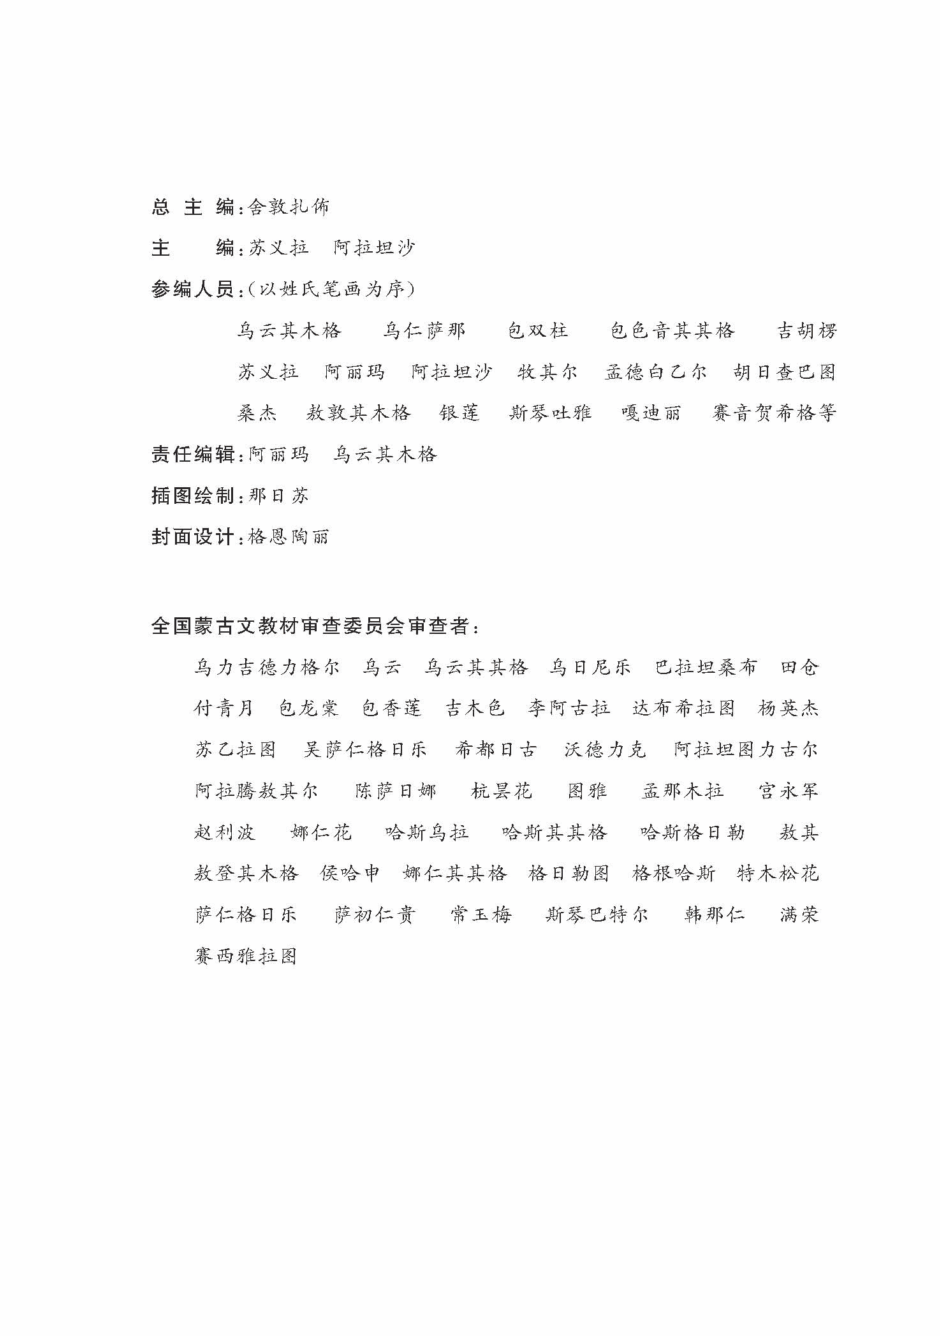 总 主 编:舍敦扎佈
主 编:苏义拉 阿拉坦沙
参编人员:(以姓氏笔画为序)
乌云其木格 乌仁萨那 包双柱 包色音其其格 吉胡楞
苏义拉 阿丽玛 阿拉坦沙 牧其尔 孟德白乙尔 胡日查巴图
桑杰 敖敦其木格 银莲 斯琴吐雅 嘎迪丽 赛音贺希格等
责任编辑:阿丽玛 乌云其木格
插图绘制:那日苏
封面设计:格恩陶丽
全国蒙古文教材审查委员会审查者:
乌力吉德力格尔 乌云 乌云其其格 乌日尼乐 巴拉坦桑布 田仓
付青月 包龙棠 包香莲 吉木色 李阿古拉 达布希拉图 杨英杰
苏乙拉图 吴萨仁格日乐 希都日古 沃德力克 阿拉坦图力古尔
阿拉腾敖其尔 陈萨日娜 杭昙花 图雅 孟那木拉 宫永军
赵利波 娜仁花 哈斯乌拉 哈斯其其格 哈斯格日勒 敖其
敖登其木格 侯哈申 娜仁其其格 格日勒图 格根哈斯 特木松花
萨仁格日乐 萨初仁贵 常玉梅 斯琴巴特尔 韩那仁 满荣
赛西雅拉图